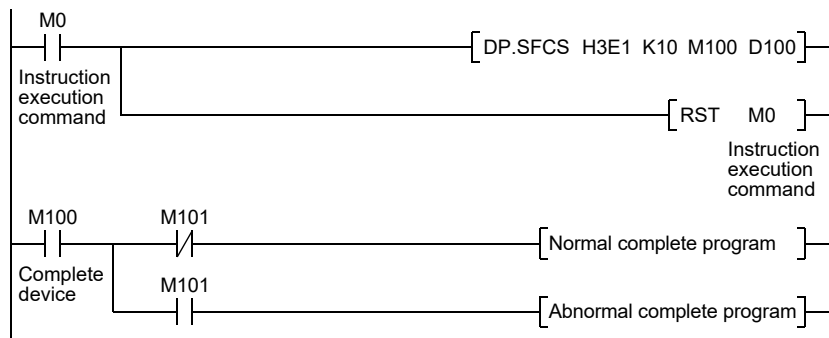 M0
DP.SFCS H3E1 K10 M100 D100
Instruction
execution
command
RST M0
Instruction
execution
command
M100
M101
Normal complete program
Complete
device
M101
Abnormal complete program